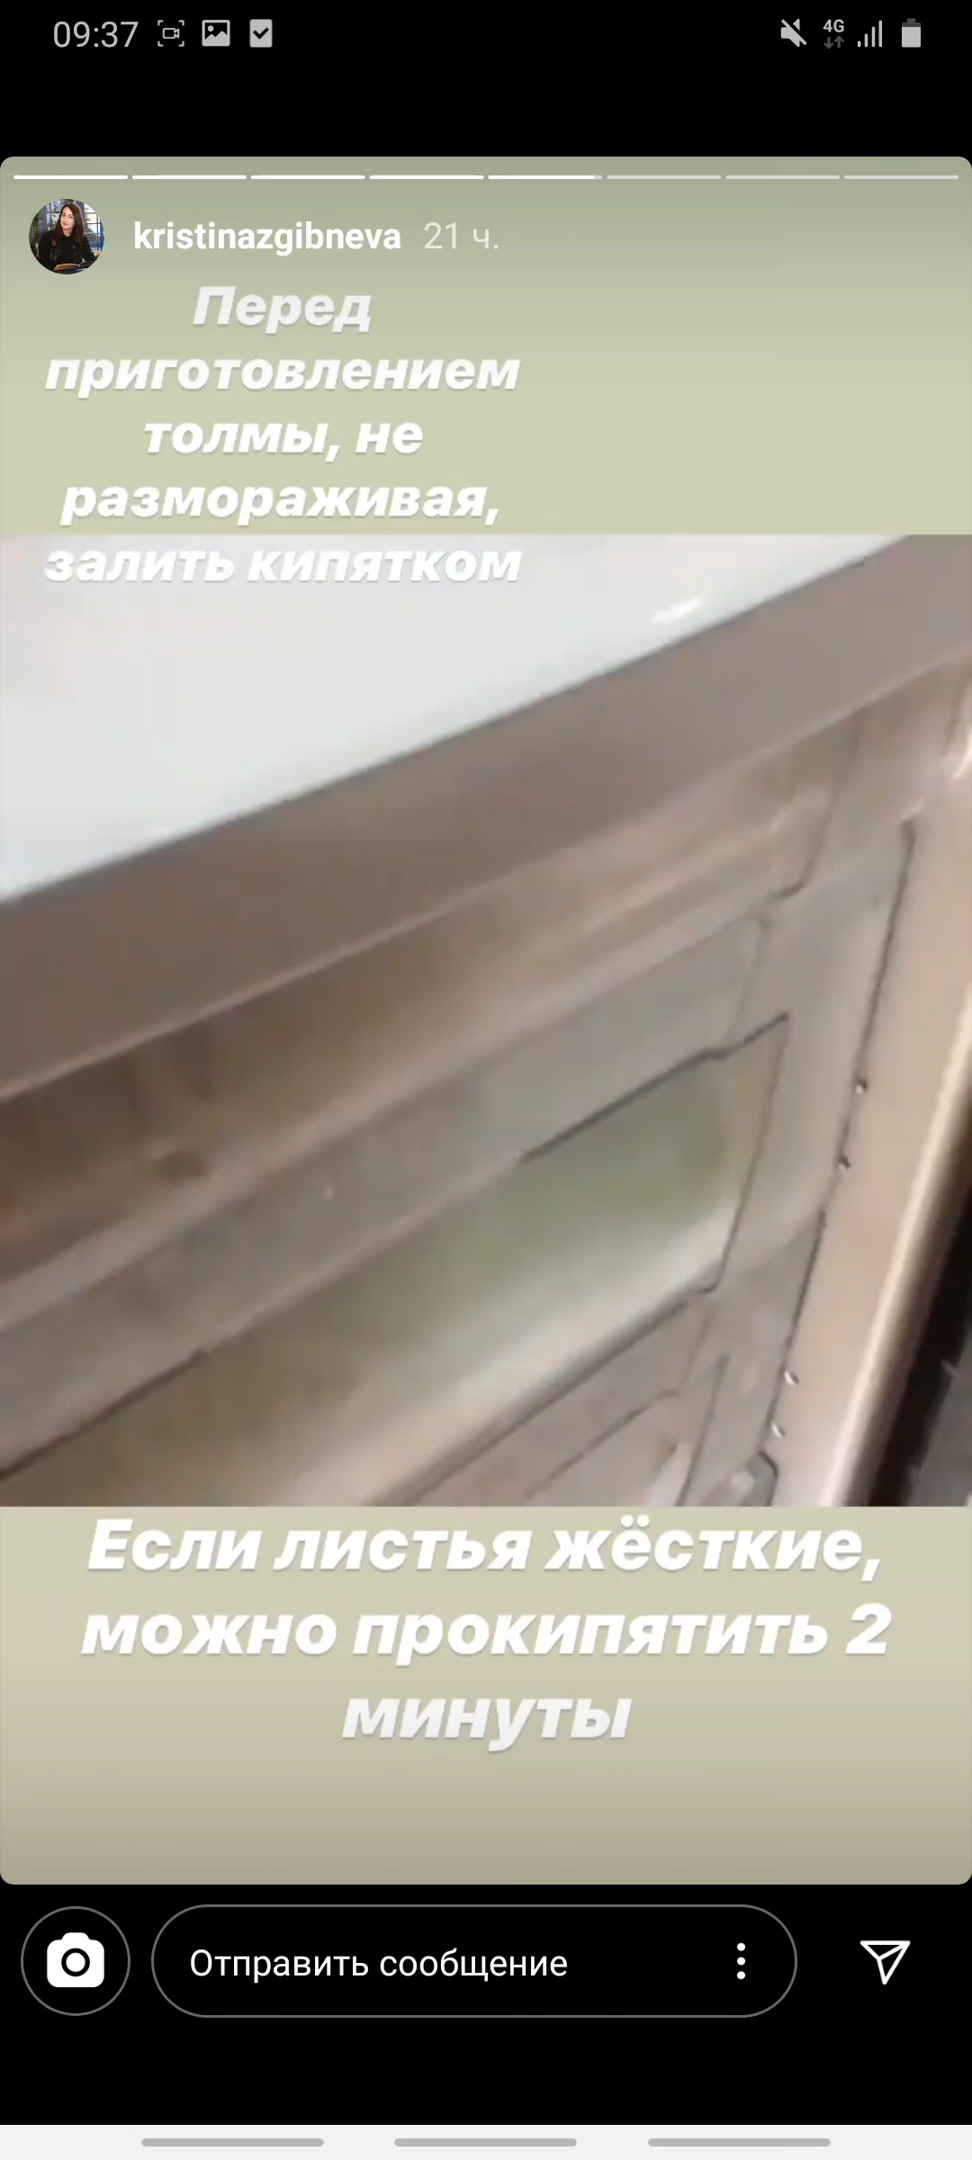 09:37
4G
kristinazgibneva 21 ч.
Перед
приготовлением
толмы, не
размораживая,
залить кипятком
Если листья жёсткие,
можно прокипятить 2
минуты
Отправить сообщение